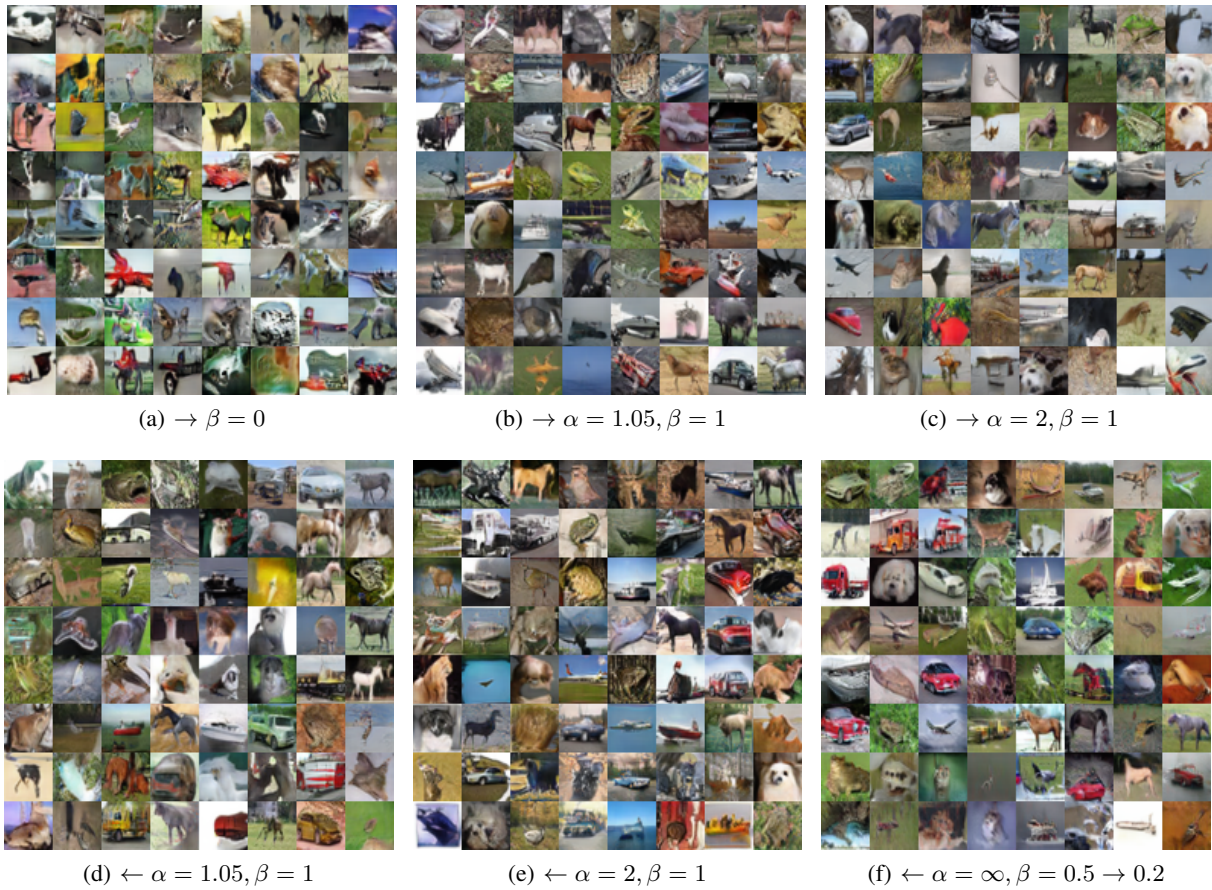 (a) → β = 0
(b) → α = 1.05, β = 1
(c) → α = 2, β = 1
(d) ← α = 1.05, β = 1
(e) ← α = 2, β = 1
(f) ← α = ∞, β = 0.5 → 0.2